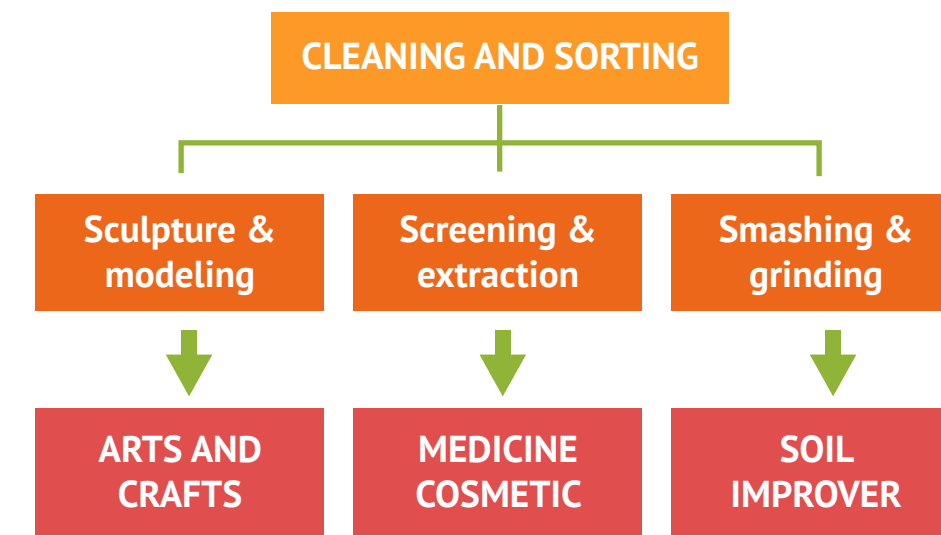 CLEANING AND SORTING
Sculpture &
modeling
Screening &
extraction
Smashing &
grinding
ARTS AND
CRAFTS
MEDICINE
COSMETIC
SOIL
IMPROVER